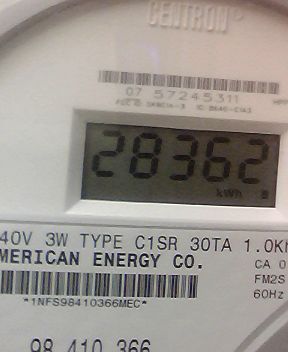 CENTRON®
07 57245311
28362
kWh
40V 3W TYPE C1SR 30TA 1.0K
MERICAN ENERGY CO.
CA 0
FM2S
60Hz
*1NFS98410366MEC*
98 410 366